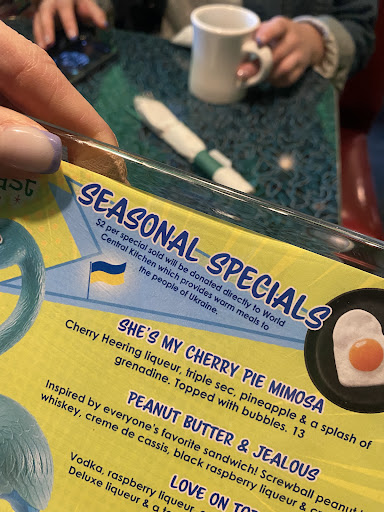 SEASONAL SPECIALS
$2 per special sold will be donated directly to World
Central Kitchen which provides warm meals to
the people of Ukraine.
SHE'S MY CHERRY PIE MIMOSA
Cherry Heering liqueur, triple sec, pineapple & a splash of
grenadine. Topped with bubbles. 13
PEANUT BUTTER & JEALOUS
Inspired by everyone's favorite sandwich! Screwball peanut
whiskey, creme de cassis, black raspberry liqueur &
LOVE ON
Vodka, raspberry liqueur,
Deluxe liqueur & a